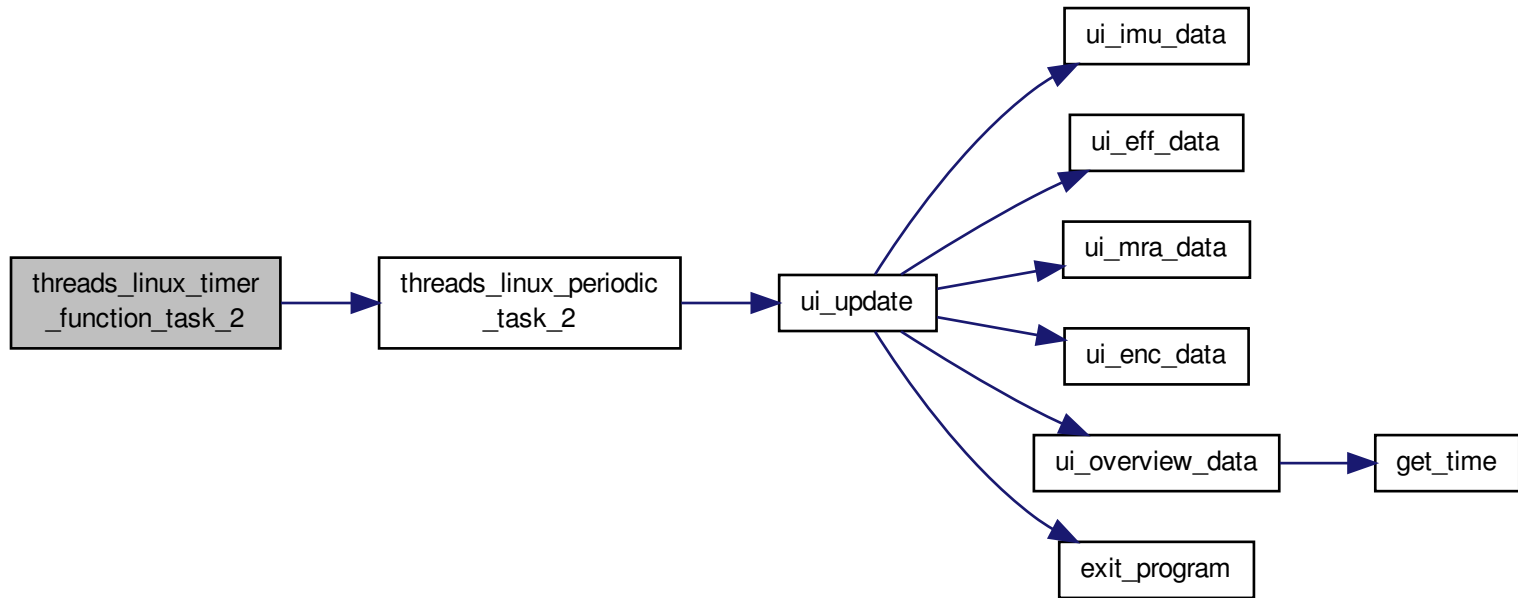 threads_linux_timer
_function_task_2
threads_linux_periodic
_task_2
ui_update
ui_imu_data
ui_eff_data
ui_mra_data
ui_enc_data
ui_overview_data
get_time
exit_program